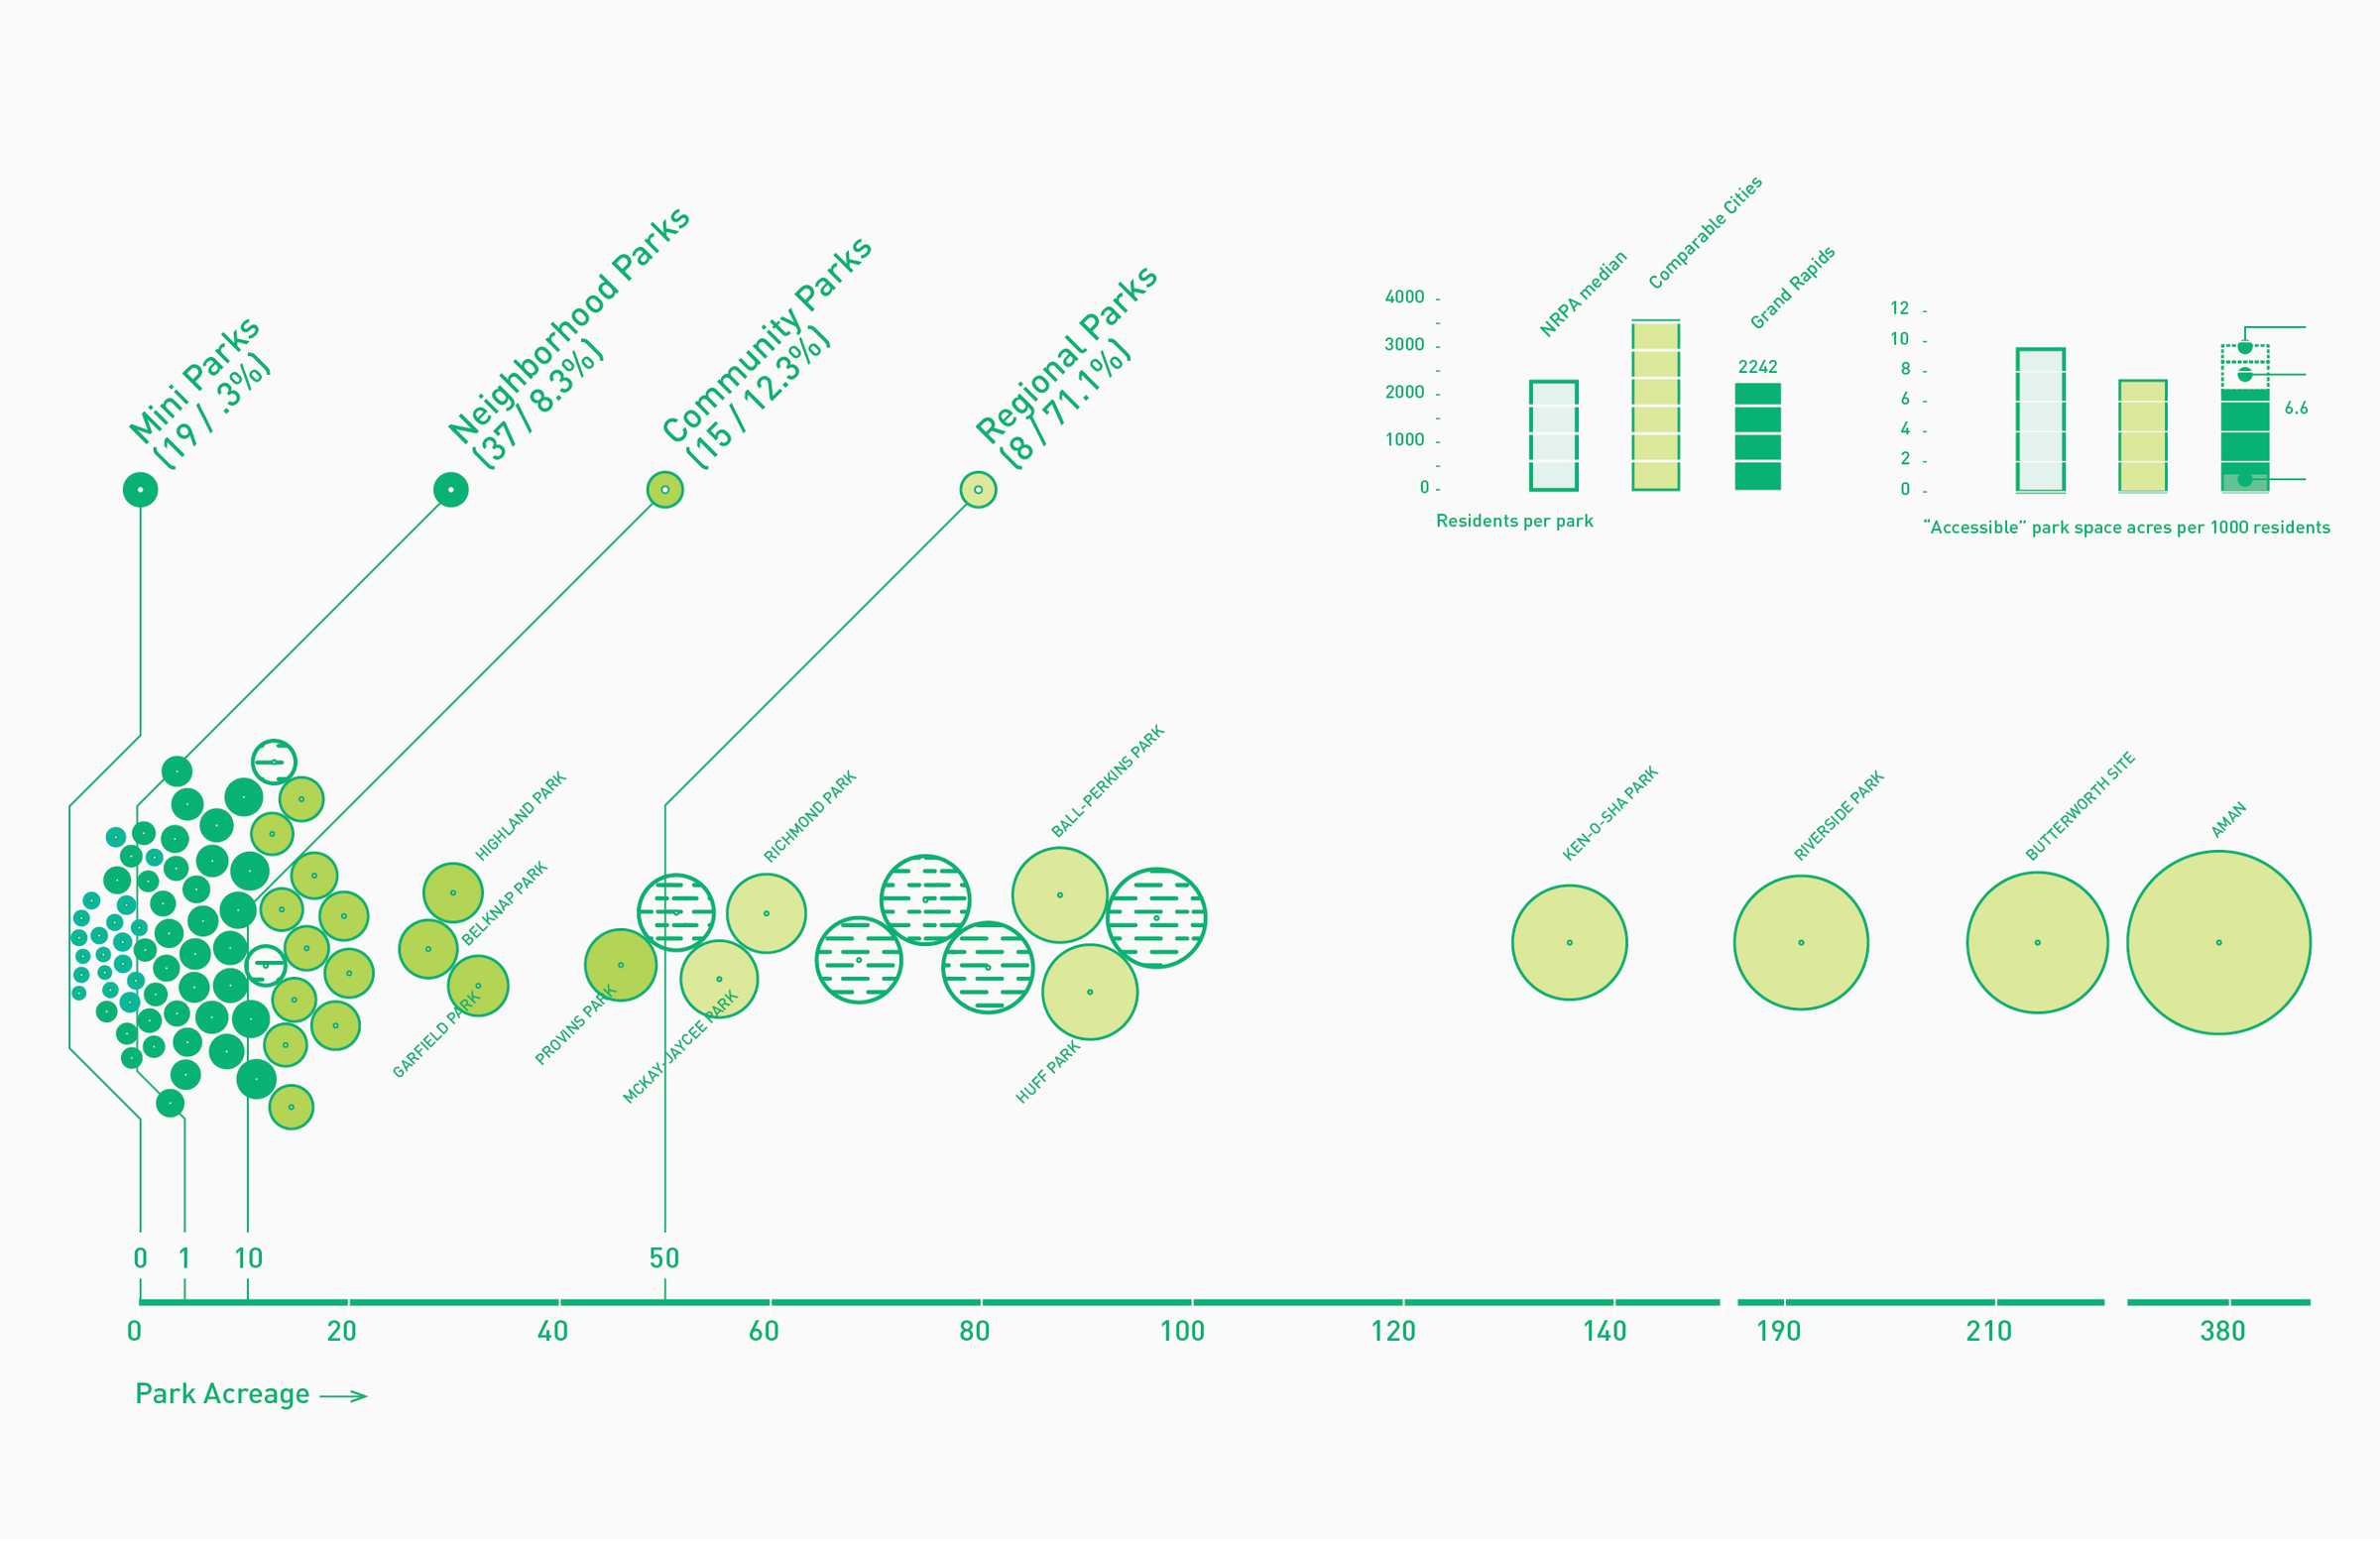 Mini Parks
(19 / .3%)
Neighborhood Parks
(37 / 8.3%)
Community Parks
(15 / 12.3%)
Regional Parks
(8 / 71.1%)
4000
3000
2000
1000
0
NRPA median
Comparable Cities
Grand Rapids
2242
Residents per park
12
10
8
6
4
2
0
6.6
“Accessible” park space acres per 1000 residents
HIGHLAND PARK
BELKNAP PARK
GARFIELD PARK
PROVINS PARK
RICHMOND PARK
MCKAY-JAYCEE PARK
BALL-PERKINS PARK
HUFF PARK
KEN-O-SHA PARK
RIVERSIDE PARK
BUTTERWORTH SITE
AMAN
0 1 10 50
0 20 40 60 80 100 120 140 190 210 380
Park Acreage